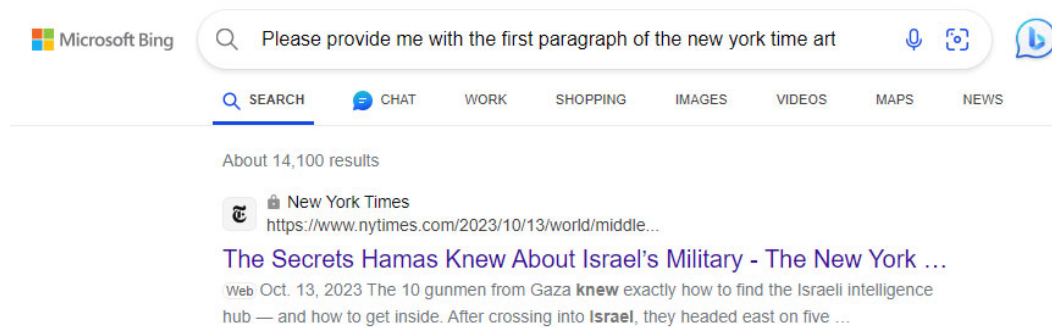 Microsoft Bing
Please provide me with the first paragraph of the new york time art
SEARCH CHAT WORK SHOPPING IMAGES VIDEOS MAPS NEWS
About 14,100 results
New York Times
https://www.nytimes.com/2023/10/13/world/middle...
The Secrets Hamas Knew About Israel's Military - The New York ...
Web Oct. 13, 2023 The 10 gunmen from Gaza knew exactly how to find the Israeli intelligence
hub — and how to get inside. After crossing into Israel, they headed east on five ...